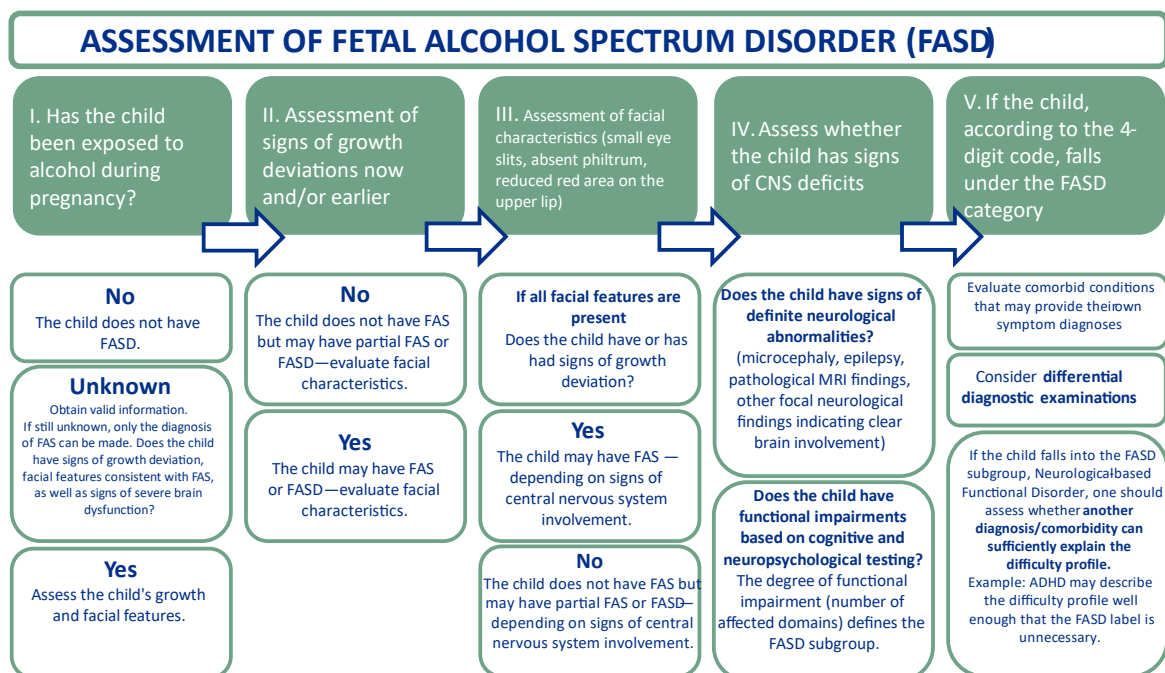 ASSESSMENT OF FETAL ALCOHOL SPECTRUM DISORDER (FASD)
I. Has the child
been exposed to
alcohol during
pregnancy?
No
The child does not have
FASD.
Unknown
Obtain valid information.
If still unknown, only the diagnosis
of FAS can be made. Does the child
have signs of growth deviation,
facial features consistent with FAS,
as well as signs of severe brain
dysfunction?
Yes
Assess the child's growth
and facial features.
II. Assessment of
signs of growth
deviations now
and/or earlier
No
The child does not have FAS
but may have partial FAS or
FASD—evaluate facial
characteristics.
Yes
The child may have FAS
or FASD—evaluate facial
characteristics.
III. Assessment of facial
characteristics (small eye
slits, absent philtrum,
reduced red area on the
upper lip)
If all facial features are
present
Does the child have or has
had signs of growth
deviation?
Yes
The child may have FAS —
depending on signs of
central nervous system
involvement.
No
The child does not have FAS but
may have partial FAS or FASD—
depending on signs of central
nervous system involvement.
IV. Assess whether
the child has signs
of CNS deficits
Does the child have signs of
definite neurological
abnormalities?
(microcephaly, epilepsy,
pathological MRI findings,
other focal neurological
findings indicating clear
brain involvement)
Does the child have
functional impairments
based on cognitive and
neuropsychological testing?
The degree of functional
impairment (number of
affected domains) defines the
FASD subgroup.
V. If the child,
according to the 4-
digit code, falls
under the FASD
category
Evaluate comorbid conditions
that may provide their own
symptom diagnoses
Consider differential
diagnostic examinations
If the child falls into the FASD
subgroup, Neurological-based
Functional Disorder, one should
assess whether another
diagnosis/comorbidity can
sufficiently explain the
difficulty profile.
Example: ADHD may describe
the difficulty profile well
enough that the FASD label is
unnecessary.